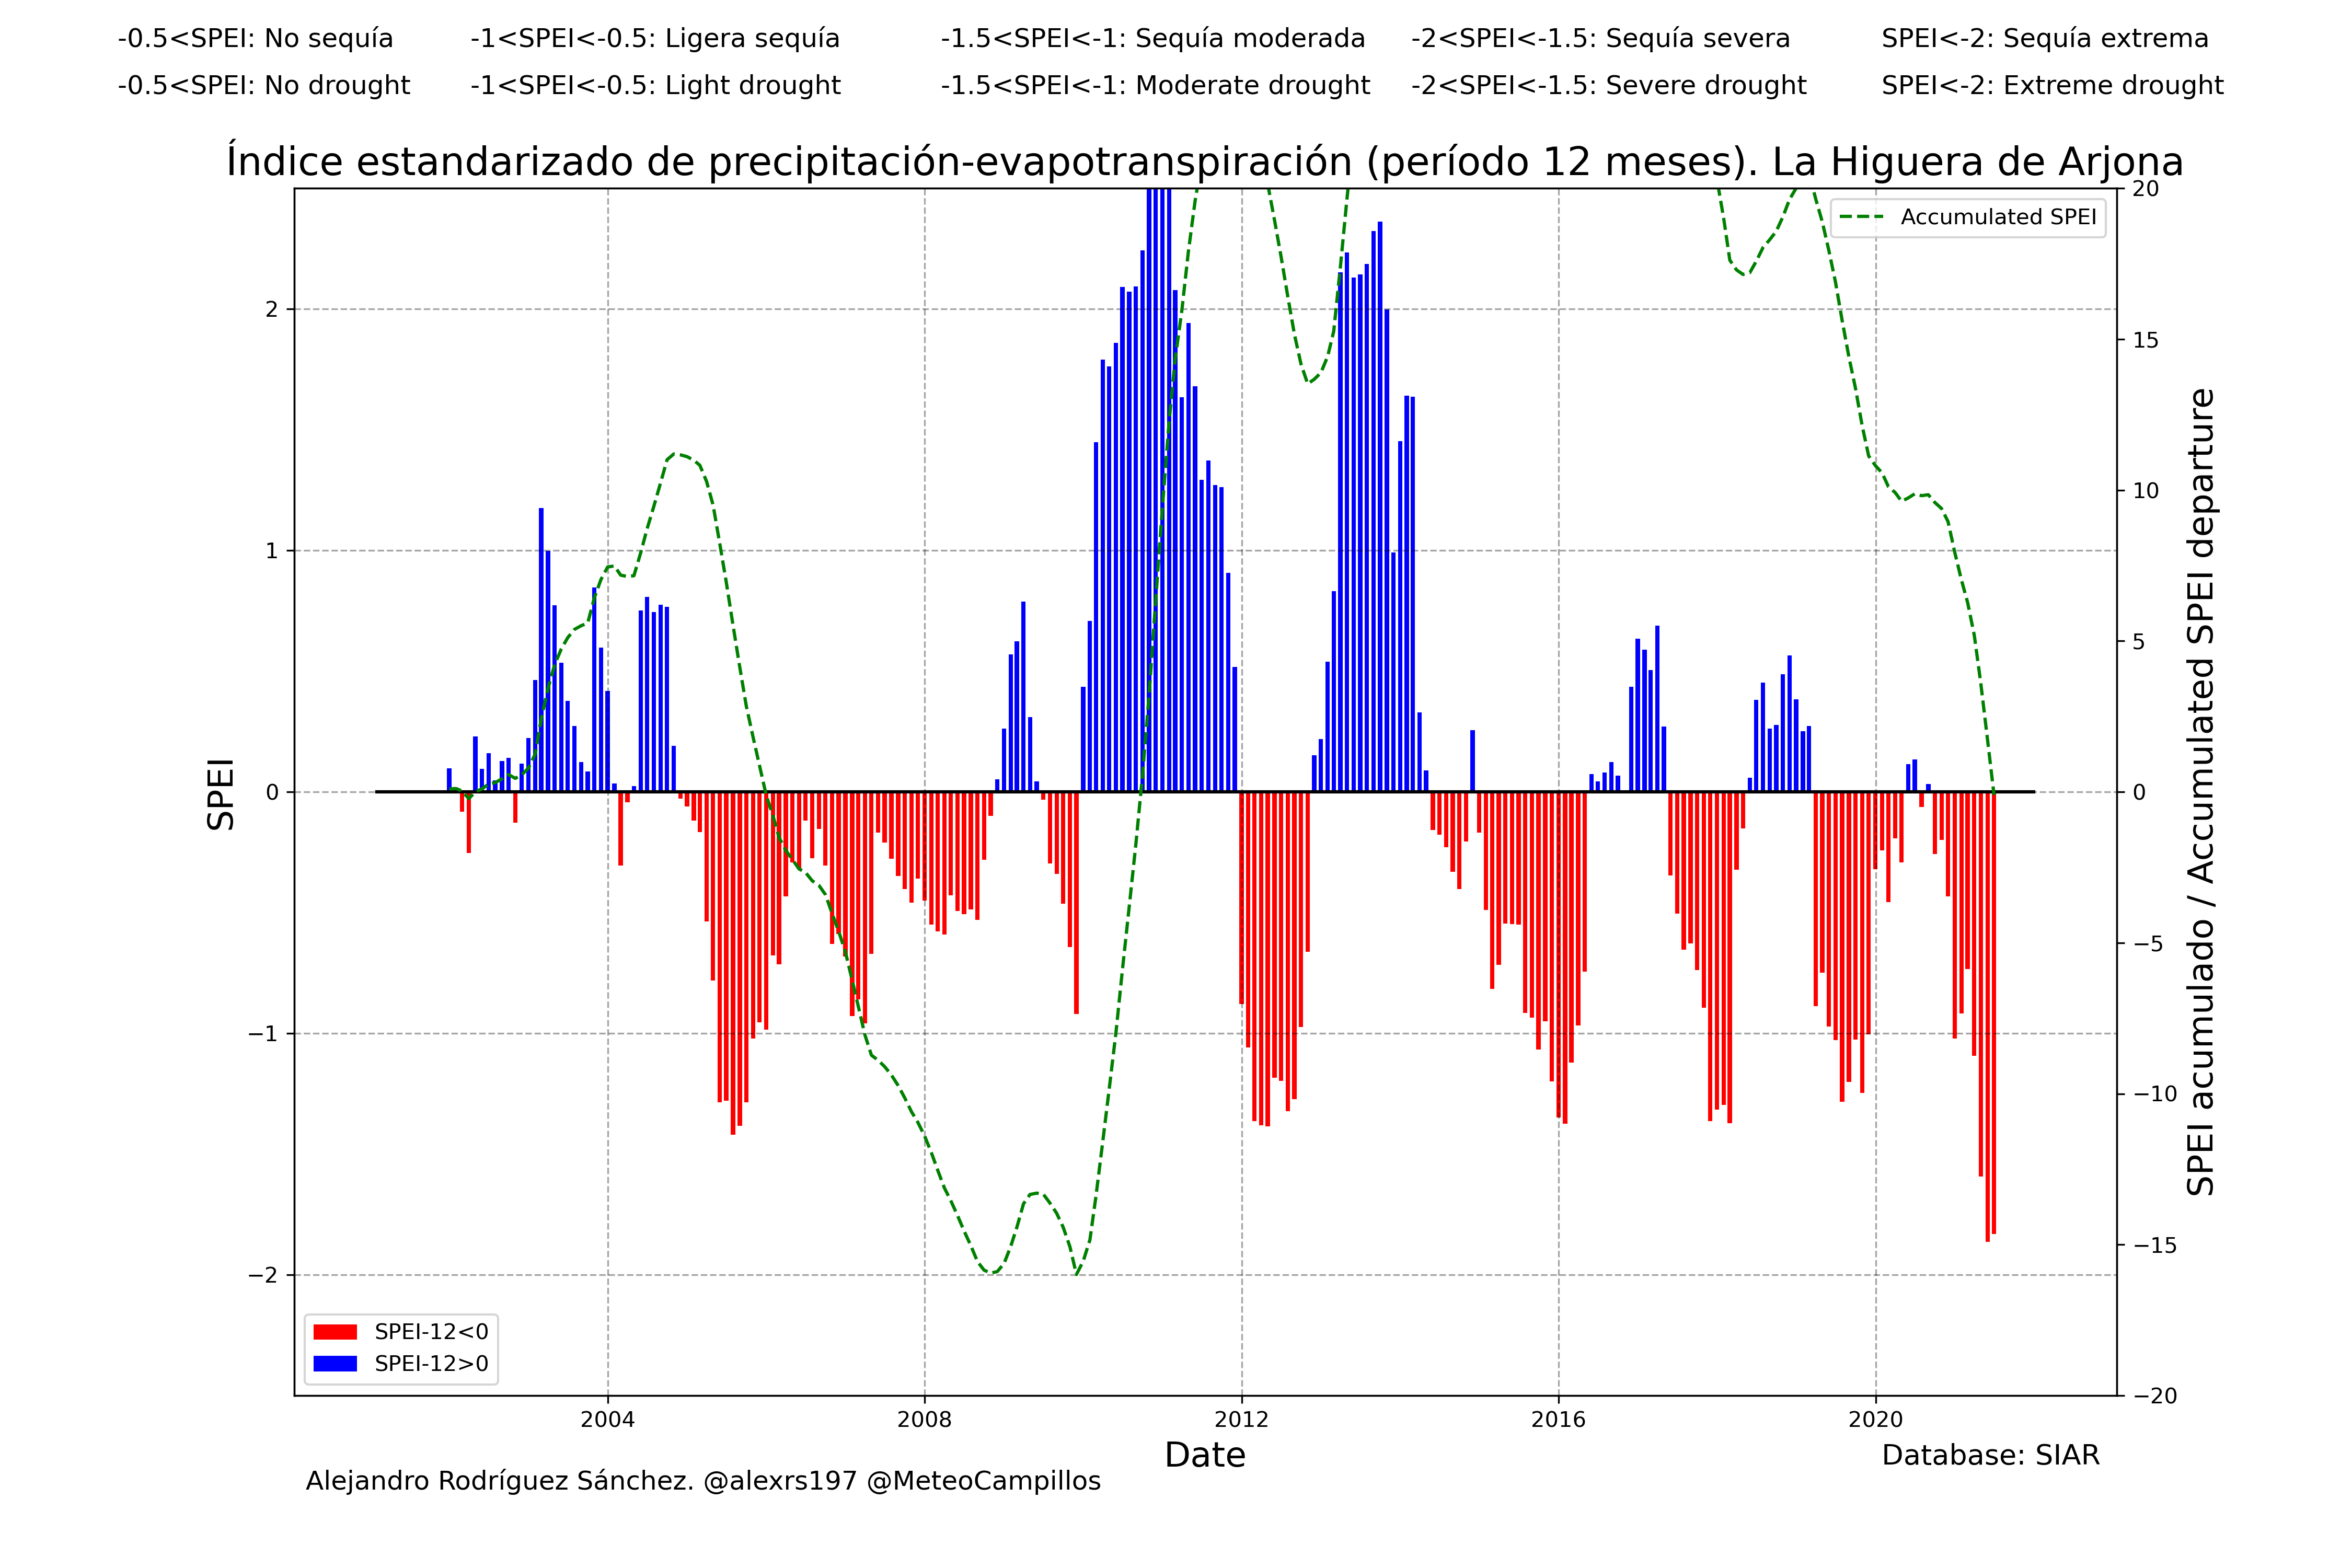 -0.5<SPEI: No sequía
-1<SPEI<-0.5: Ligera sequía
-1.5<SPEI<-1: Sequía moderada
-2<SPEI<-1.5: Sequía severa
SPEI<-2: Sequía extrema
-0.5<SPEI: No drought
-1<SPEI<-0.5: Light drought
-1.5<SPEI<-1: Moderate drought
-2<SPEI<-1.5: Severe drought
SPEI<-2: Extreme drought
Índice estandarizado de precipitación-evapotranspiración (período 12 meses). La Higuera de Arjona
Accumulated SPEI
SPEI
2
1
0
−1
−2
20
15
10
5
0
−5
−10
−15
−20
SPEI acumulado / Accumulated SPEI departure
SPEI-12<0
SPEI-12>0
2004
2008
2012
2016
2020
Date
Database: SIAR
Alejandro Rodríguez Sánchez. @alexrs197 @MeteoCampillos